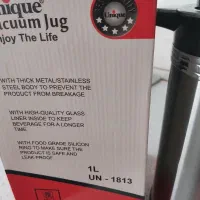 Unique
Vacuum Jug
Enjoy The Life
Unique
WITH THICK METAL/STAINLESS
STEEL BODY TO PREVENT THE
PRODUCT FROM BREAKAGE
WITH HIGH-QUALITY GLASS
LINER INSIDE TO KEEP
BEVERAGE FOR A LONGER
TIME.
WITH FOOD GRADE SILICON
RING TO MAKE SURE THE
PRODUCT IS SAFE AND
LEAK PROOF
1L
UN - 1813